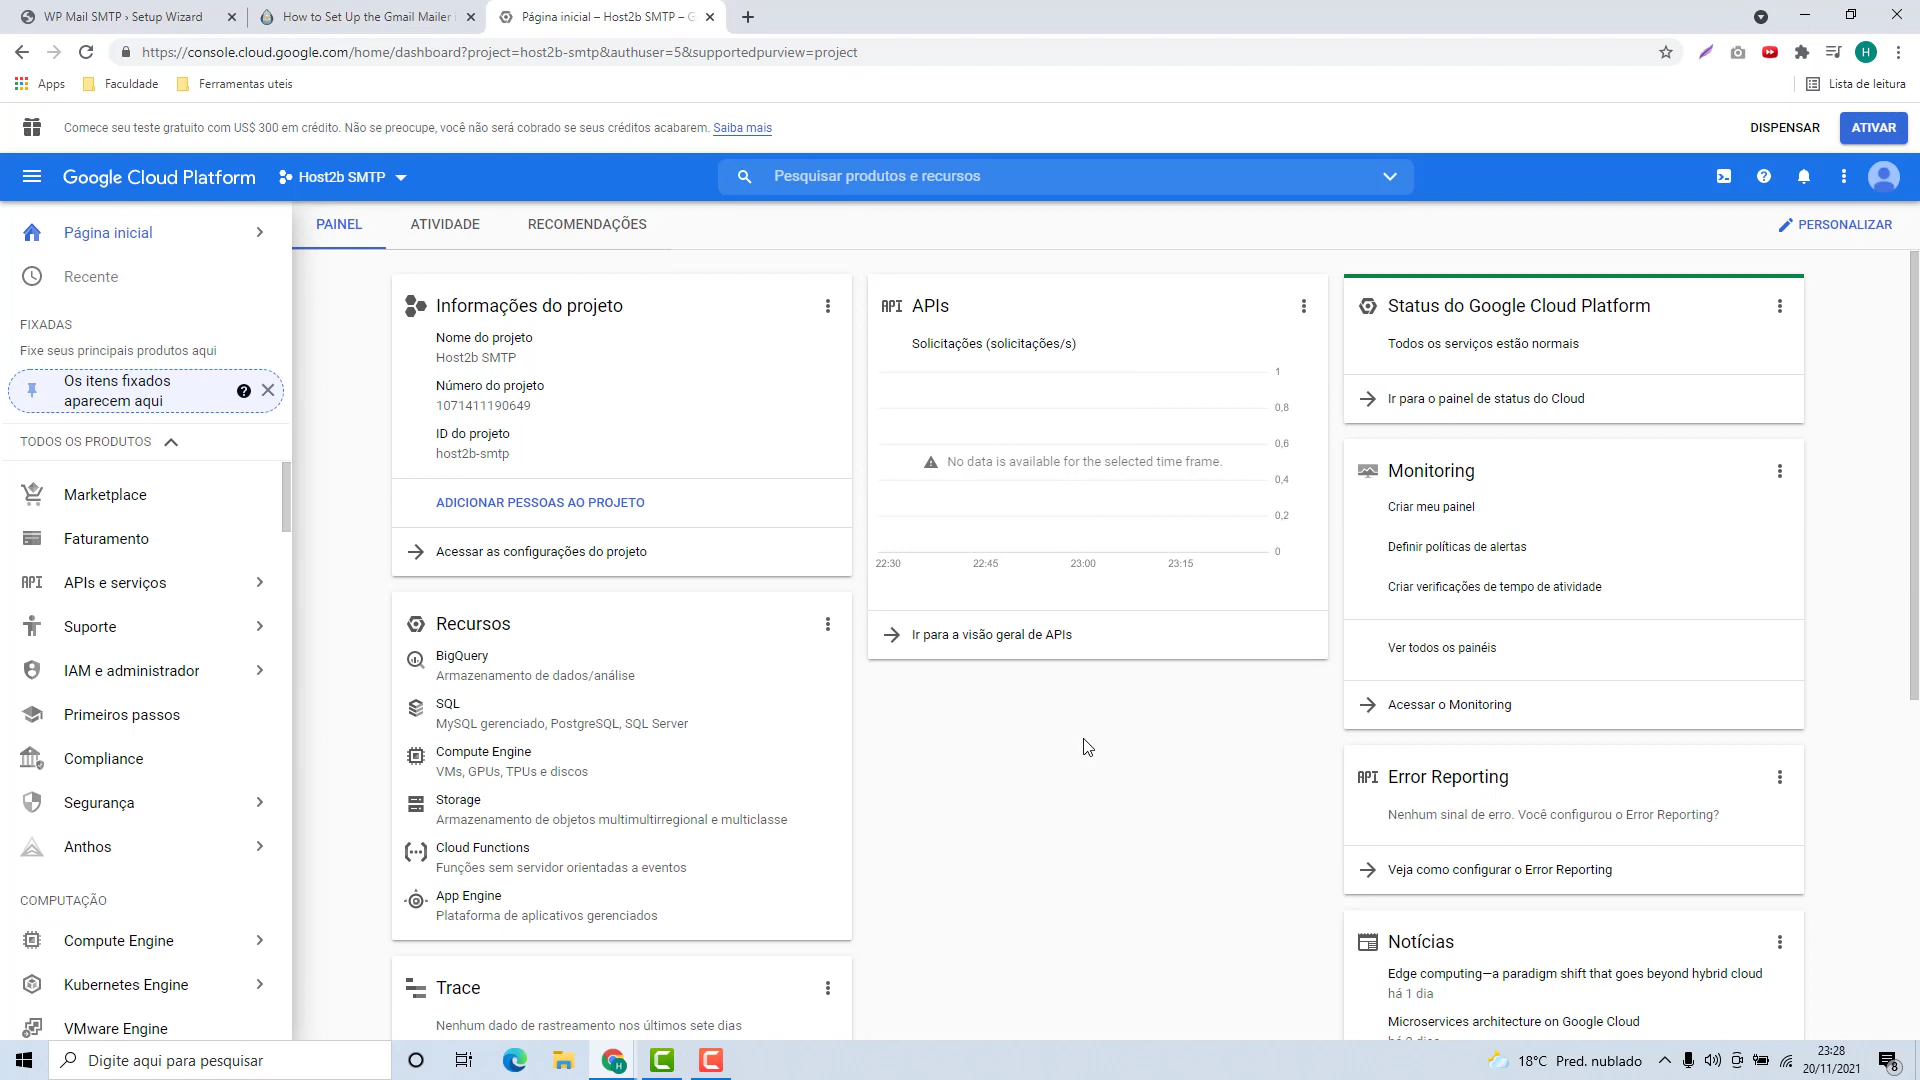 WP Mail SMTP › Setup Wizard
How to Set Up the Gmail Mailer
Página inicial – Host2b SMTP – G
https://console.cloud.google.com/home/dashboard?project=host2b-smtp&authuser=5&supportedpurview=project
H
Apps
Faculdade
Ferramentas uteis
Lista de leitura
Comece seu teste gratuito com US$ 300 em crédito. Não se preocupe, você não será cobrado se seus créditos acabarem. Saiba mais
DISPENSAR
ATIVAR
Google Cloud Platform
Host2b SMTP
Pesquisar produtos e recursos
Página inicial
Recente
FIXADAS
Fixe seus principais produtos aqui
Os itens fixados
aparecem aqui
TODOS OS PRODUTOS
Marketplace
Faturamento
API
APIs e serviços
Suporte
IAM e administrador
Primeiros passos
Compliance
Segurança
Anthos
COMPUTAÇÃO
Compute Engine
Kubernetes Engine
VMware Engine
PAINEL
ATIVIDADE
RECOMENDAÇÕES
PERSONALIZAR
Informações do projeto
Nome do projeto
Host2b SMTP
Número do projeto
1071411190649
ID do projeto
host2b-smtp
ADICIONAR PESSOAS AO PROJETO
Acessar as configurações do projeto
Recursos
BigQuery
Armazenamento de dados/análise
SQL
MySQL gerenciado, PostgreSQL, SQL Server
Compute Engine
VMs, GPUs, TPUs e discos
Storage
Armazenamento de objetos multimultirregional e multiclasse
Cloud Functions
Funções sem servidor orientadas a eventos
App Engine
Plataforma de aplicativos gerenciados
Trace
Nenhum dado de rastreamento nos últimos sete dias
API
APIs
Solicitações (solicitações/s)
1
0,8
0,6
No data is available for the selected time frame.
0,4
0,2
0
22:30
22:45
23:00
23:15
Ir para a visão geral de APIs
Status do Google Cloud Platform
Todos os serviços estão normais
Ir para o painel de status do Cloud
Monitoring
Criar meu painel
Definir políticas de alertas
Criar verificações de tempo de atividade
Ver todos os painéis
Acessar o Monitoring
API
Error Reporting
Nenhum sinal de erro. Você configurou o Error Reporting?
Veja como configurar o Error Reporting
Notícias
Edge computing—a paradigm shift that goes beyond hybrid cloud
há 1 dia
Microservices architecture on Google Cloud
Digite aqui para pesquisar
18°C Pred. nublado
23:28
20/11/2021
8